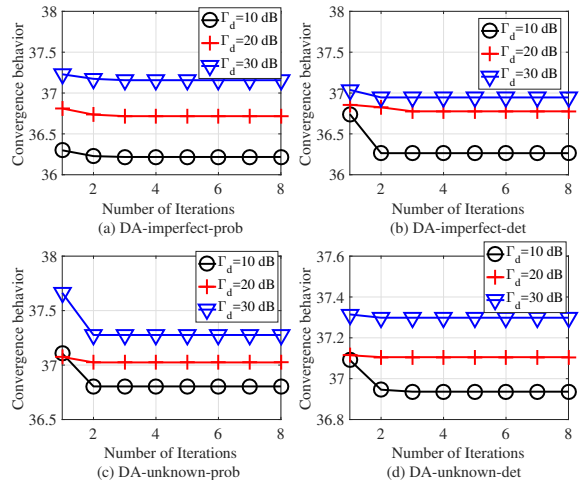 38
37.5
37
36.5
36
Convergence behavior
Γd=10 dB
Γd=20 dB
Γd=30 dB
2 4 6 8
Number of Iterations
(a) DA-imperfect-prob
38
37.5
37
36.5
36
Convergence behavior
Γd=10 dB
Γd=20 dB
Γd=30 dB
2 4 6 8
Number of Iterations
(b) DA-imperfect-det
38
37.5
37
36.5
Convergence behavior
Γd=10 dB
Γd=20 dB
Γd=30 dB
2 4 6 8
Number of Iterations
(c) DA-unknown-prob
37.6
37.4
37.2
37
36.8
Convergence behavior
Γd=10 dB
Γd=20 dB
Γd=30 dB
2 4 6 8
Number of Iterations
(d) DA-unknown-det